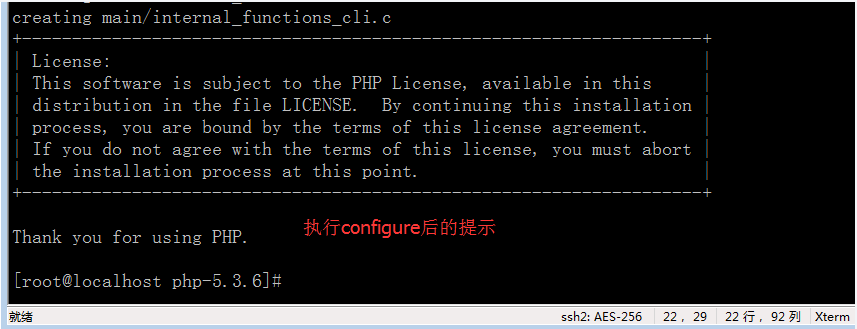 creating main/internal_functions_cli.c
+--------------------------------------------------------------------+
| License:                                                           |
| This software is subject to the PHP License, available in this     |
| distribution in the file LICENSE.  By continuing this installation |
| process, you are bound by the terms of this license agreement.     |
| If you do not agree with the terms of this license, you must abort |
| the installation process at this point.                            |
+--------------------------------------------------------------------+
Thank you for using PHP.
执行configure后的提示
[root@localhost php-5.3.6]#
就绪 ssh2: AES-256 22，29 22 行，92 列 Xterm